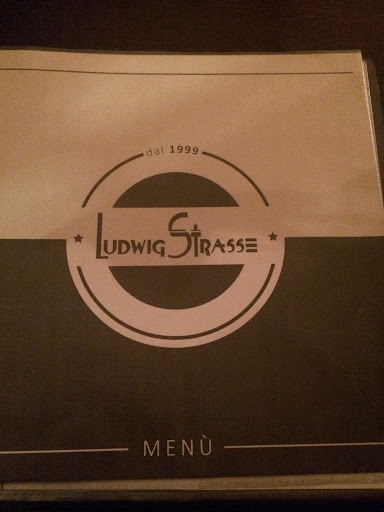 dal 1999
LUDWIG STRASSE
MENÙ